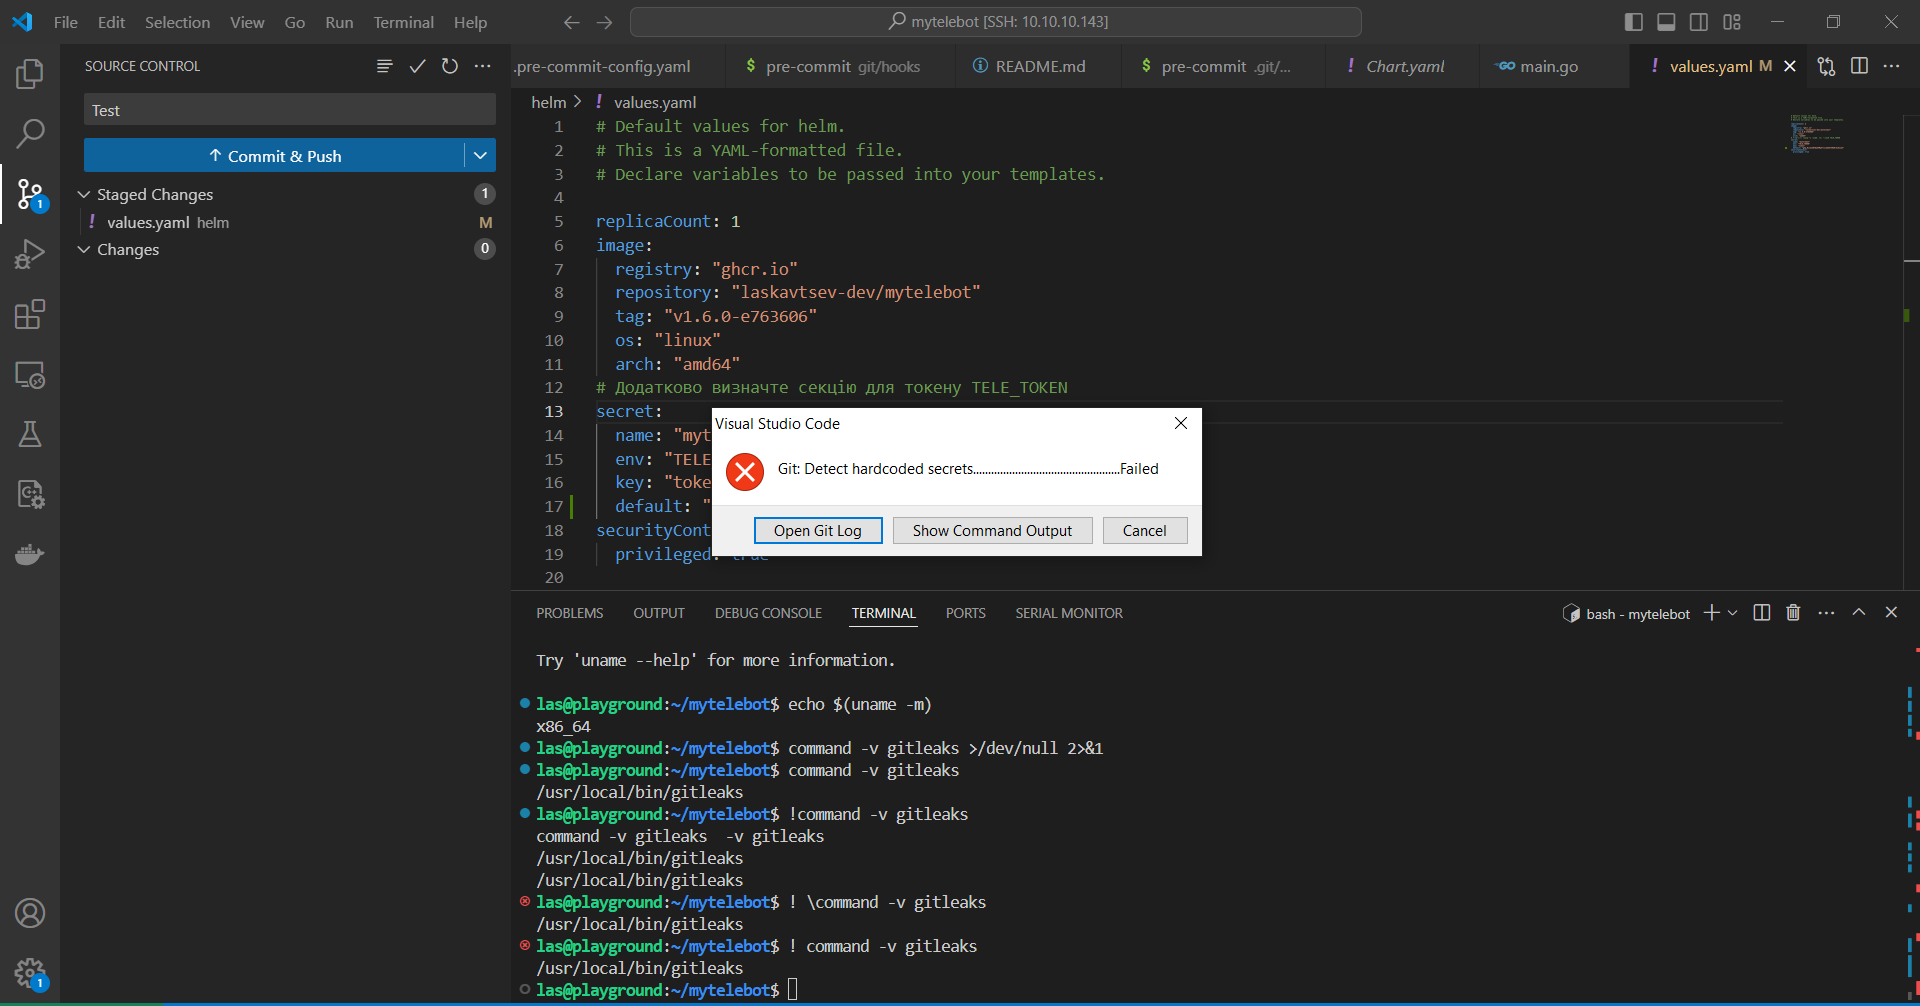 File Edit Selection View Go Run Terminal Help
mytelebot [SSH: 10.10.10.143]
SOURCE CONTROL
Test
Commit & Push
Staged Changes 1
values.yaml helm M
Changes 0
1
1
.pre-commit-config.yaml
$ pre-commit git/hooks
README.md
$ pre-commit .git/...
! Chart.yaml
GO main.go
! values.yaml M
helm > ! values.yaml
1 # Default values for helm.
2 # This is a YAML-formatted file.
3 # Declare variables to be passed into your templates.
4
5 replicaCount: 1
6 image:
7 registry: "ghcr.io"
8 repository: "laskavtsev-dev/mytelebot"
9 tag: "v1.6.0-e763606"
10 os: "linux"
11 arch: "amd64"
12 # Додатково визначте секцію для токену TELE_TOKEN
13 secret:
14 name: "myt
15 env: "TELE
16 key: "toke
17 default: "
18 securityCont
19 privileged: true
20
Visual Studio Code
Git: Detect hardcoded secrets.................................................Failed
Open Git Log
Show Command Output
Cancel
PROBLEMS OUTPUT DEBUG CONSOLE TERMINAL PORTS SERIAL MONITOR
bash - mytelebot
Try 'uname --help' for more information.
las@playground:~/mytelebot$ echo $(uname -m)
x86_64
las@playground:~/mytelebot$ command -v gitleaks >/dev/null 2>&1
las@playground:~/mytelebot$ command -v gitleaks
/usr/local/bin/gitleaks
las@playground:~/mytelebot$ !command -v gitleaks
command -v gitleaks  -v gitleaks
/usr/local/bin/gitleaks
/usr/local/bin/gitleaks
las@playground:~/mytelebot$ ! \command -v gitleaks
/usr/local/bin/gitleaks
las@playground:~/mytelebot$ ! command -v gitleaks
/usr/local/bin/gitleaks
las@playground:~/mytelebot$